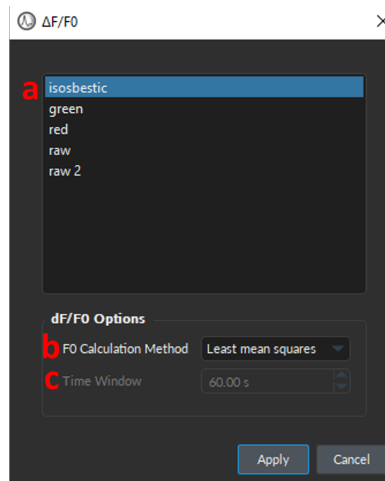 ΔF/F0
a
isosbestic
green
red
raw
raw 2
dF/F0 Options
b F0 Calculation Method Least mean squares
c Time Window 60.00 s
Apply Cancel